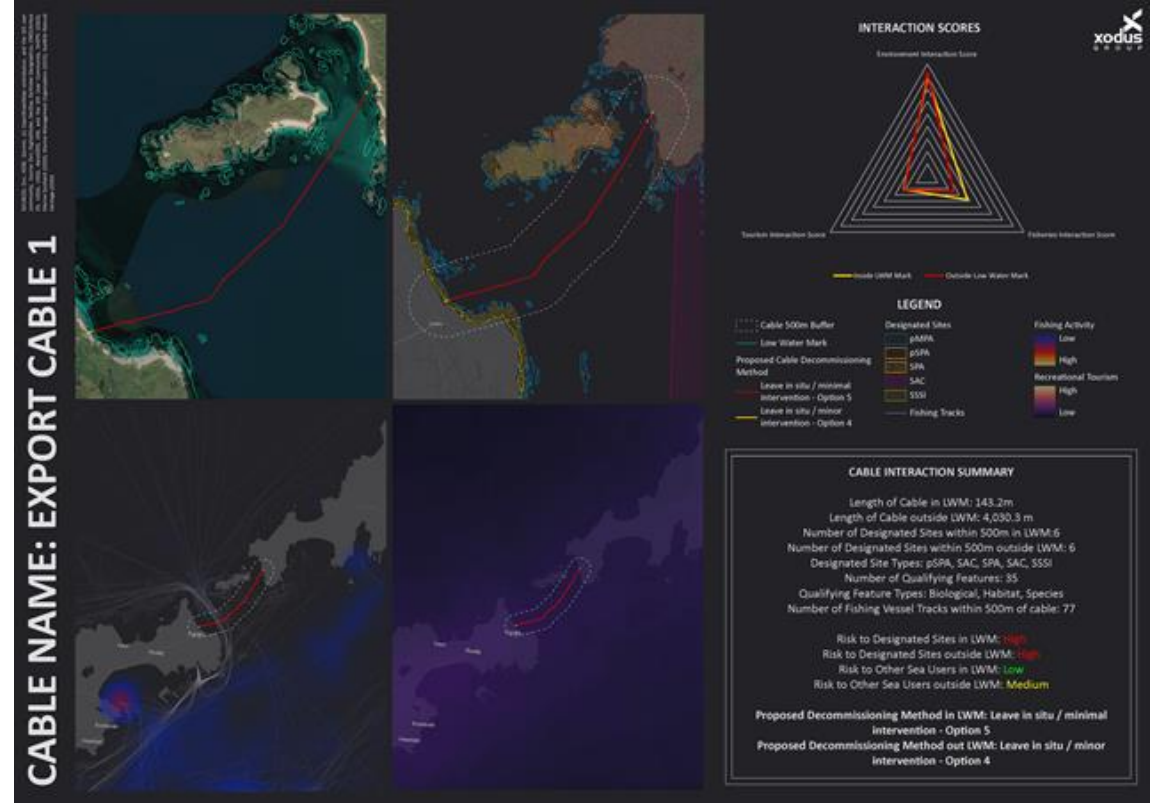 CABLE NAME: EXPORT CABLE 1
INTERACTION SCORES
xodus
GROUP
Environment Interaction Score
Tourism Interaction Score
Fisheries Interaction Score
Inside LWM Mark
Outside Low Water Mark
LEGEND
Cable 500m Buffer
Low Water Mark
Proposed Cable Decommissioning
Method
Leave in situ / minimal
intervention - Option 5
Leave in situ / minor
intervention - Option 4
Designated Sites
pMPA
pSPA
SPA
SAC
SSSI
Fishing Tracks
Fishing Activity
Low
High
Recreational Tourism
High
Low
CABLE INTERACTION SUMMARY
Length of Cable in LWM: 143.2m
Length of Cable outside LWM: 4,030.3 m
Number of Designated Sites within 500m in LWM:6
Number of Designated Sites within 500m outside LWM: 6
Designated Site Types: pSPA, SAC, SPA, SAC, SSSI
Number of Qualifying Features: 35
Qualifying Feature Types: Biological, Habitat, Species
Number of Fishing Vessel Tracks within 500m of cable: 77
Risk to Designated Sites in LWM: High
Risk to Designated Sites outside LWM: High
Risk to Other Sea Users in LWM: Low
Risk to Other Sea Users outside LWM: Medium
Proposed Decommissioning Method in LWM: Leave in situ / minimal
intervention - Option 5
Proposed Decommissioning Method out LWM: Leave in situ / minor
intervention - Option 4